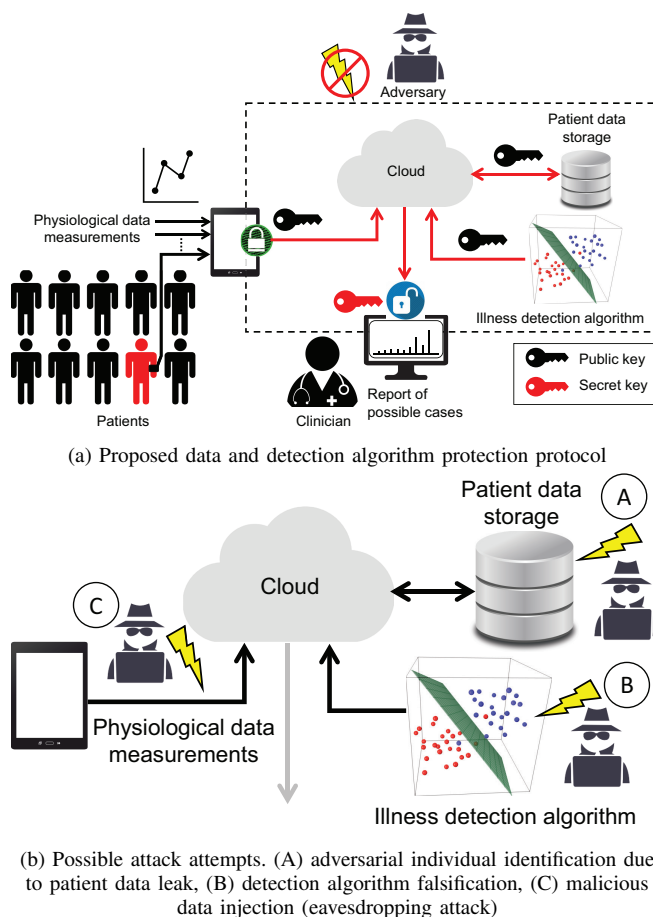 Adversary
Patient data
storage
Cloud
Physiological data
measurements
Illness detection algorithm
Public key
Secret key
Patients
Clinician
Report of
possible cases
(a) Proposed data and detection algorithm protection protocol
A
Patient data
storage
Cloud
C
B
Physiological data
measurements
Illness detection algorithm
(b) Possible attack attempts. (A) adversarial individual identification due
to patient data leak, (B) detection algorithm falsification, (C) malicious
data injection (eavesdropping attack)